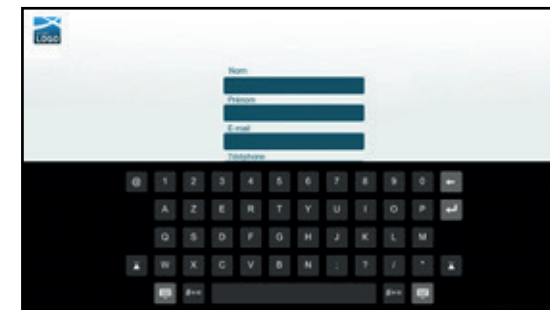 LOGO
Nom
Prénom
E-mail
Téléphone
@ 1 2 3 4 5 6 7 8 9 0
A Z E R T Y U I O P
Q S D F G H J K L M
W X C V B N ; ? /